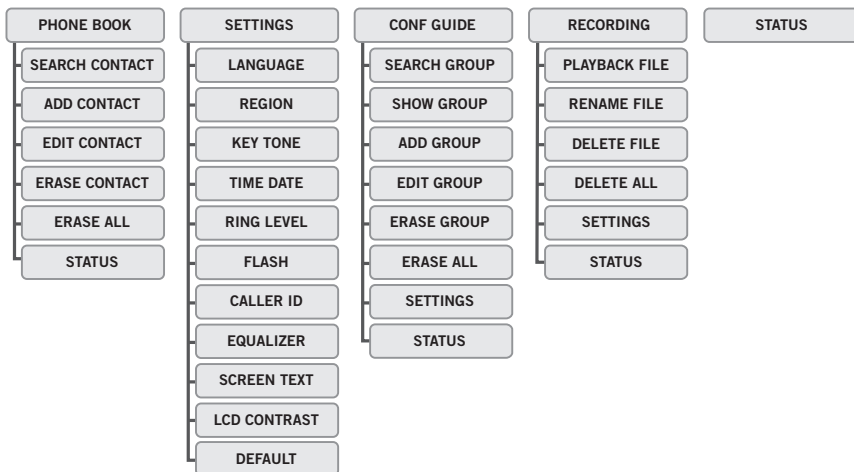 PHONE BOOK
SEARCH CONTACT
ADD CONTACT
EDIT CONTACT
ERASE CONTACT
ERASE ALL
STATUS
SETTINGS
LANGUAGE
REGION
KEY TONE
TIME DATE
RING LEVEL
FLASH
CALLER ID
EQUALIZER
SCREEN TEXT
LCD CONTRAST
DEFAULT
CONF GUIDE
SEARCH GROUP
SHOW GROUP
ADD GROUP
EDIT GROUP
ERASE GROUP
ERASE ALL
SETTINGS
STATUS
RECORDING
PLAYBACK FILE
RENAME FILE
DELETE FILE
DELETE ALL
SETTINGS
STATUS
STATUS